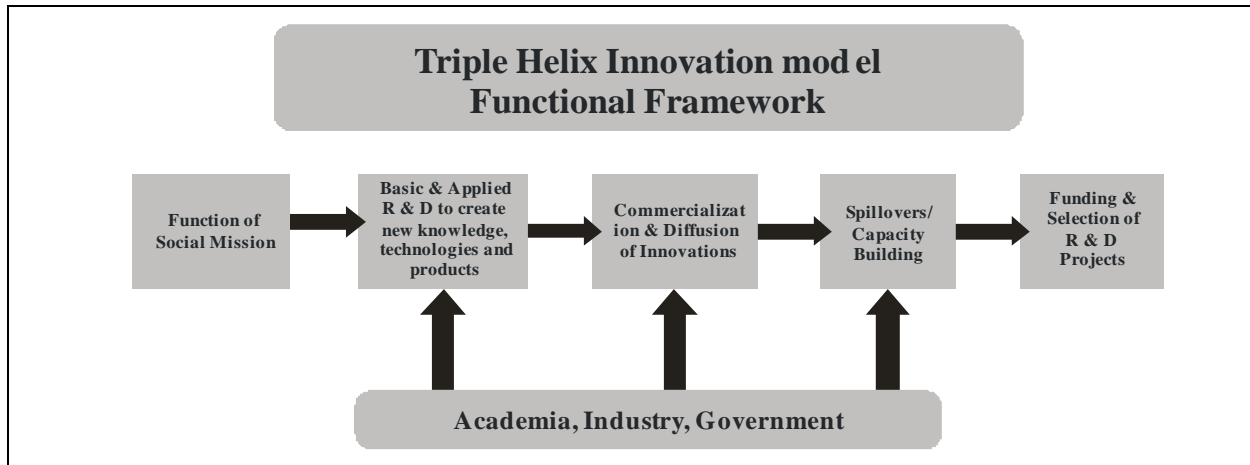 Triple Helix Innovation mod el
Functional Framework
Function of
Social Mission
Basic & Applied
R & D to create
new knowledge,
technologies and
products
Commercializat
ion & Diffusion
of Innovations
Spillovers/
Capacity
Building
Funding &
Selection of
R & D
Projects
Academia, Industry, Government